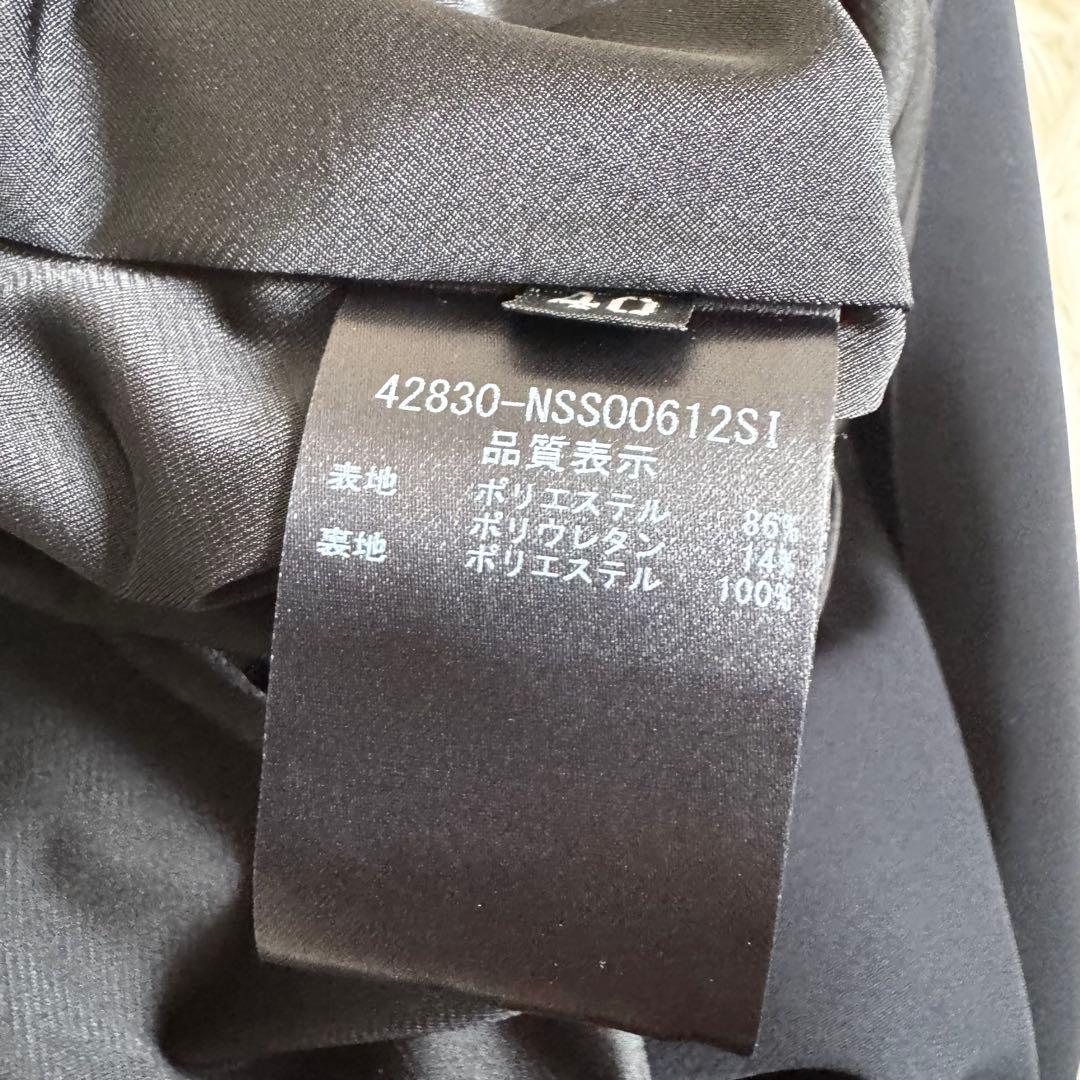 40
42830-NSS00612SI
品質表示
表地 ポリエステル 86%
ポリウレタン 14%
裏地 ポリエステル 100%